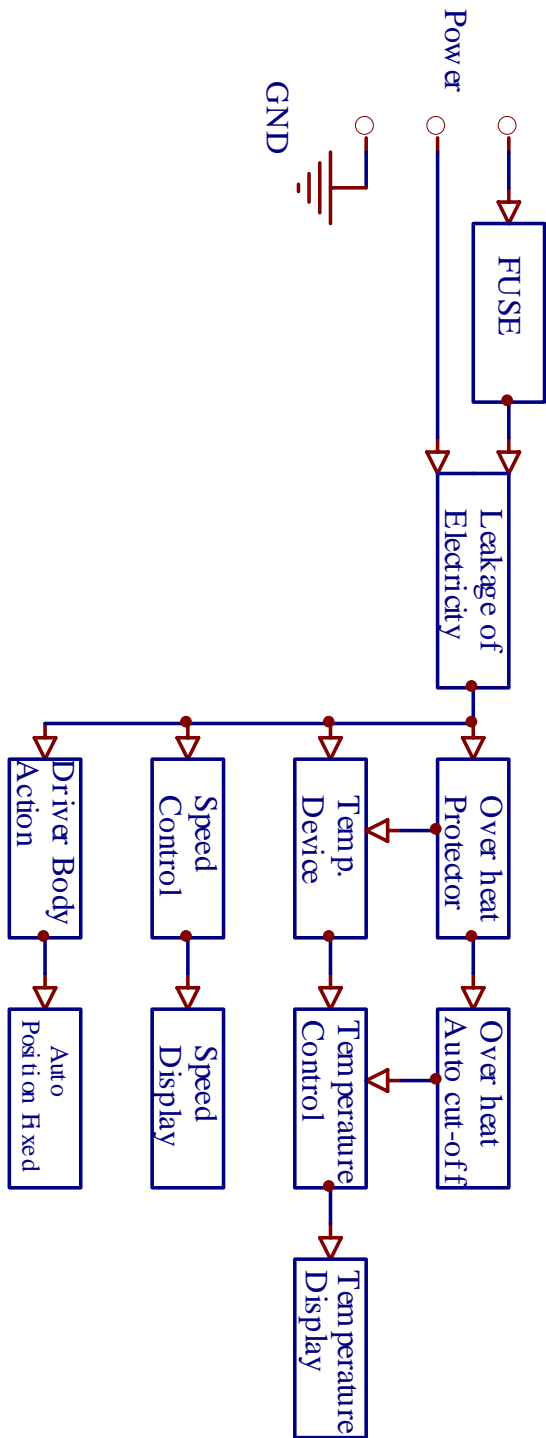 Power
GND
FUSE
Leakage of
Electricity
Over heat
Protector
Over heat
Auto cut-off
Temp.
Device
Temperature
Control
Temperature
Display
Speed
Control
Speed
Display
Driver Body
Action
Auto
Position Fixed